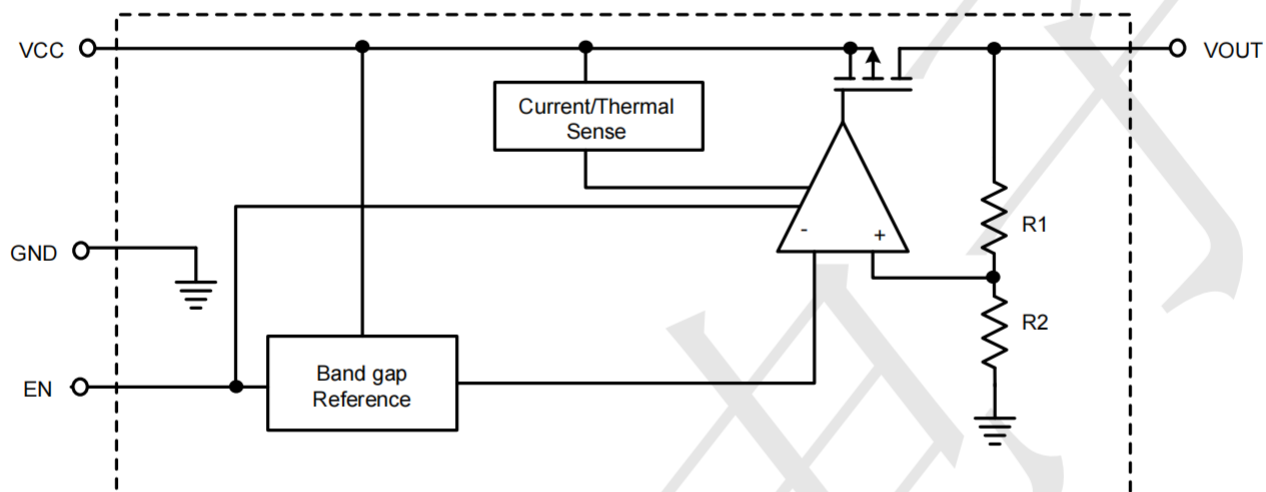 VCC
VOUT
Current/Thermal
Sense
- +
R1
GND
R2
EN
Band gap
Reference